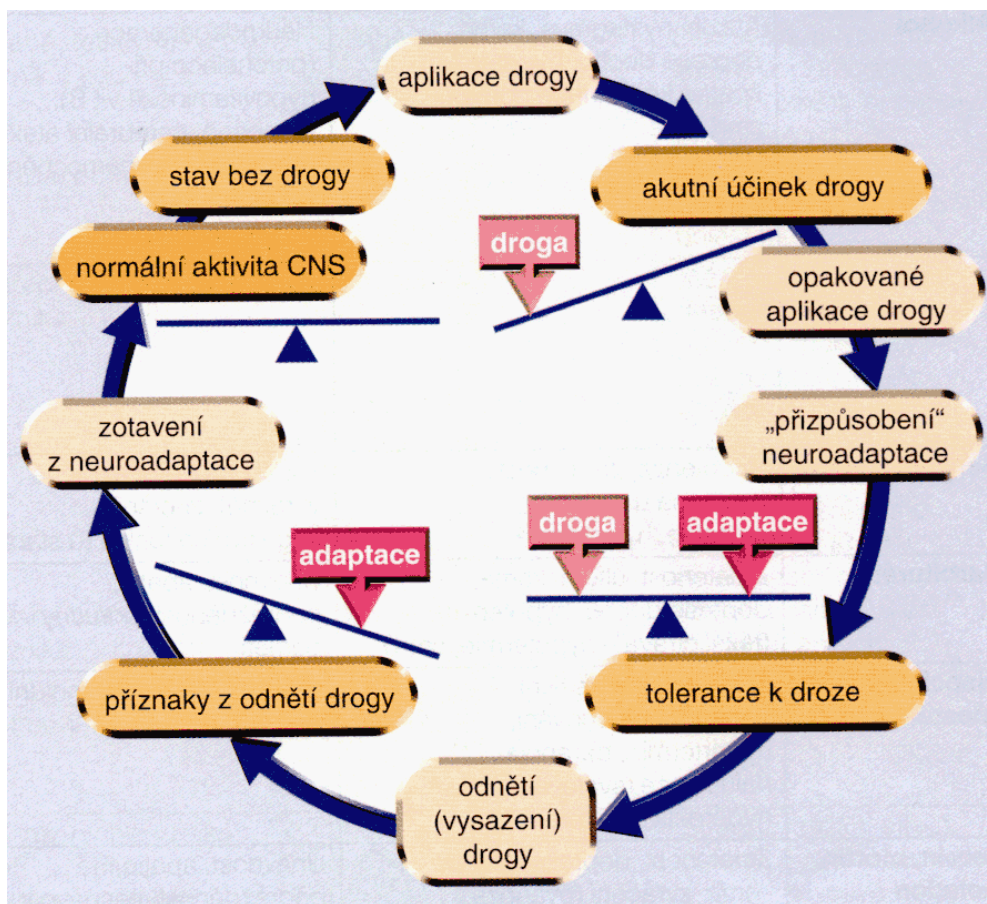 aplikace drogy
akutní účinek drogy
droga
opakované
aplikace drogy
„přizpůsobení“
neuroadaptace
droga
adaptace
tolerance k droze
odnětí
(vysazení)
drogy
příznaky z odnětí drogy
adaptace
zotavení
z neuroadaptace
normální aktivita CNS
stav bez drogy